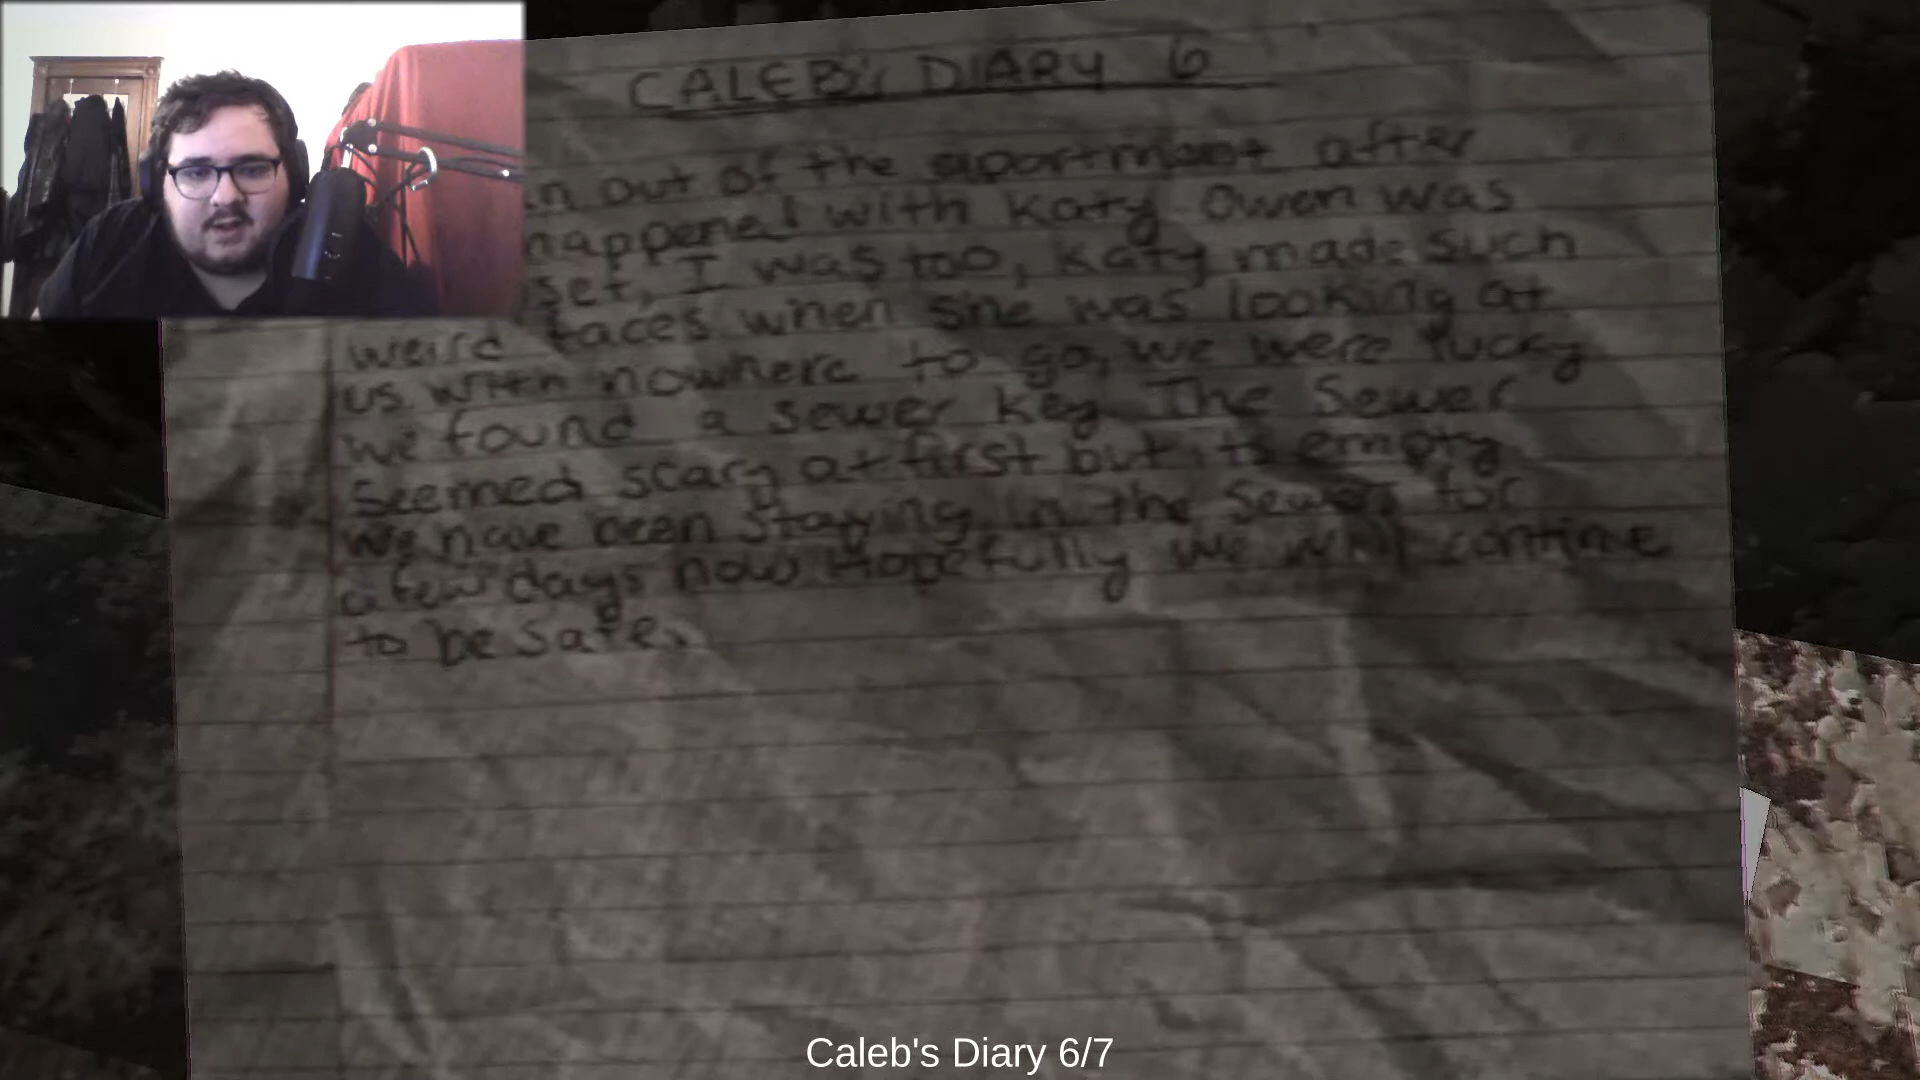 CALEB's DIARY 6
n out of the apartment after
happened with Katy. Owen was
set, I was too, Katy made such
weird faces when she was looking at
us with nowhere to go, we were lucky
we found a sewer key The Sewer
Seemed scary at first but its empty
we have been staying in the Sewer for
a few days now Hopefully we will continue
to be safe.
Caleb's Diary 6/7